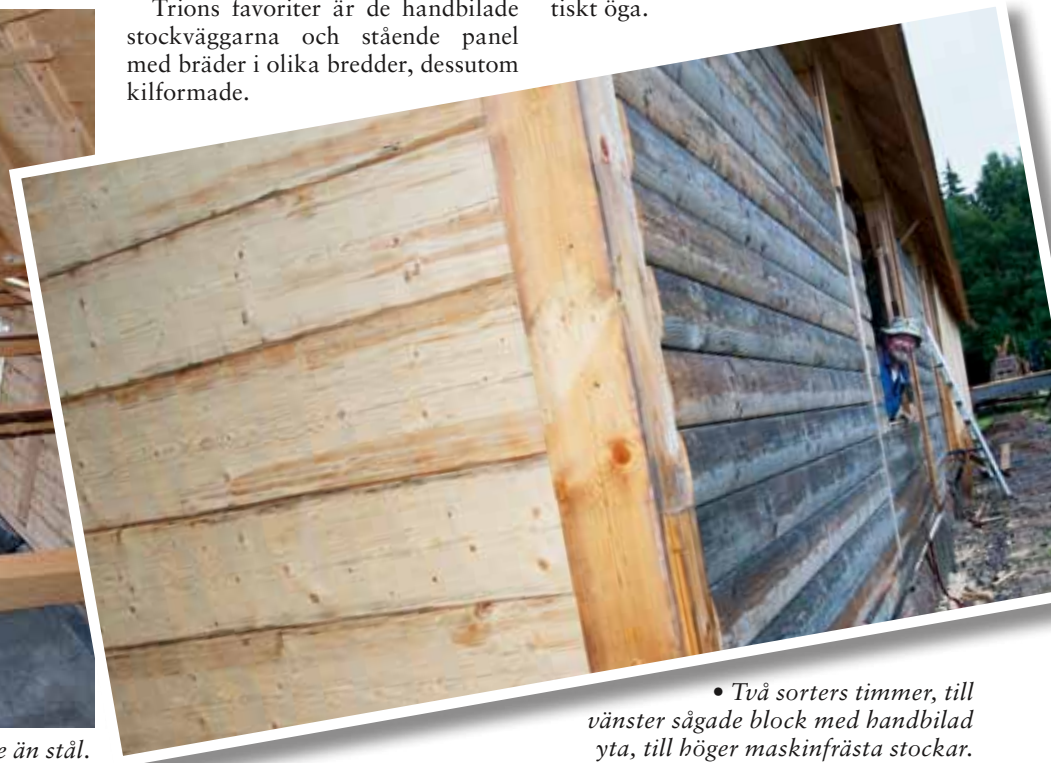 Trions favoriter är de handbilade
stockväggarna och stående panel
med bräder i olika bredder, dessutom
kilformade.
tiskt öga.
• Två sorters timmer, till
vänster sågade block med handbilad
yta, till höger maskinfrästa stockar.
än stål.